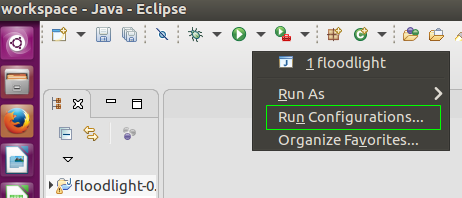 workspace - Java - Eclipse
1 floodlight
Run As
Run Configurations...
Organize Favorites...
floodlight-0.